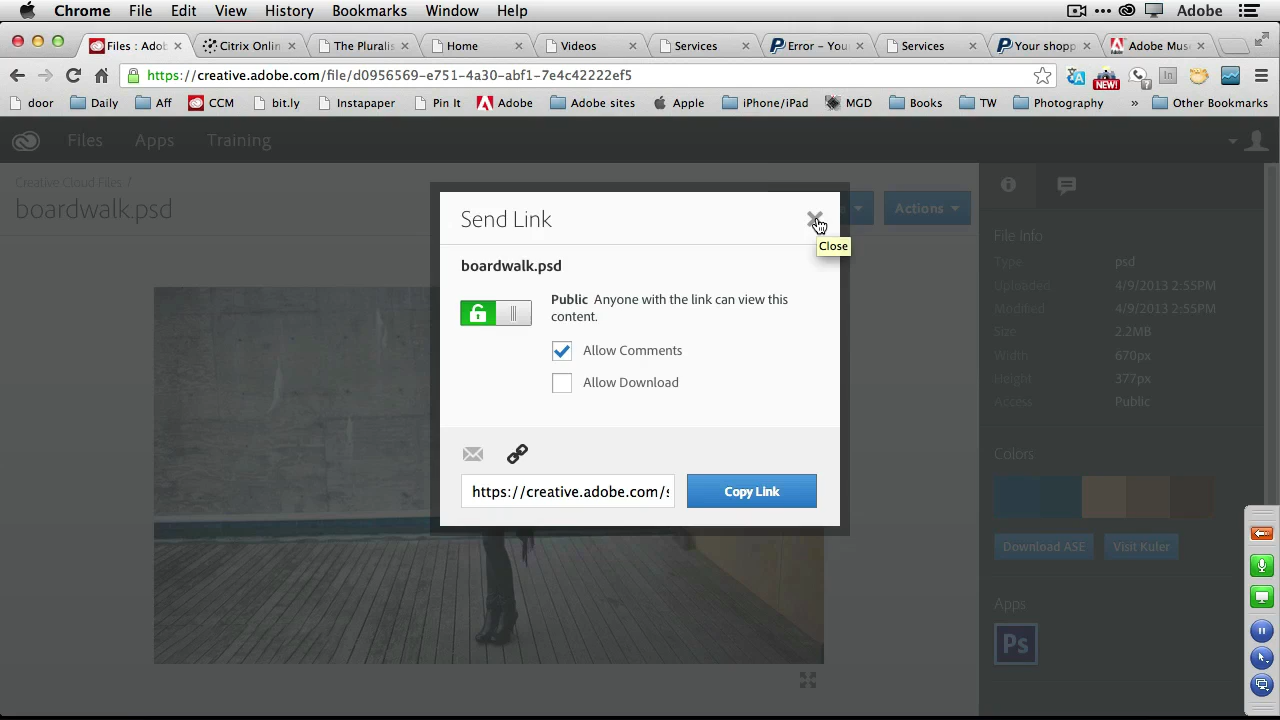 Chrome File Edit View History Bookmarks Window Help Adobe
Files : Adob Citrix Onlin The Pluralis Home Videos Services Error – You Services Your shopp Adobe Mus
https://creative.adobe.com/file/d0956569-e751-4a30-abf1-7e4c42222ef5
NEW!
door Daily Aff CCM bit.ly Instapaper Pin It Adobe Adobe sites Apple iPhone/iPad MGD Books TW Photography » Other Bookmarks
Files Apps Training
Creative Cloud Files /
boardwalk.psd
Actions
Send Link
Close
boardwalk.psd
Public Anyone with the link can view this
content.
Allow Comments
Allow Download
https://creative.adobe.com/s
Copy Link
File Info
Type psd
Uploaded 4/9/2013 2:55PM
Modified 4/9/2013 2:55PM
Size 2.2MB
Width 670px
Height 377px
Access Public
Colors
Download ASE Visit Kuler
Apps
Ps